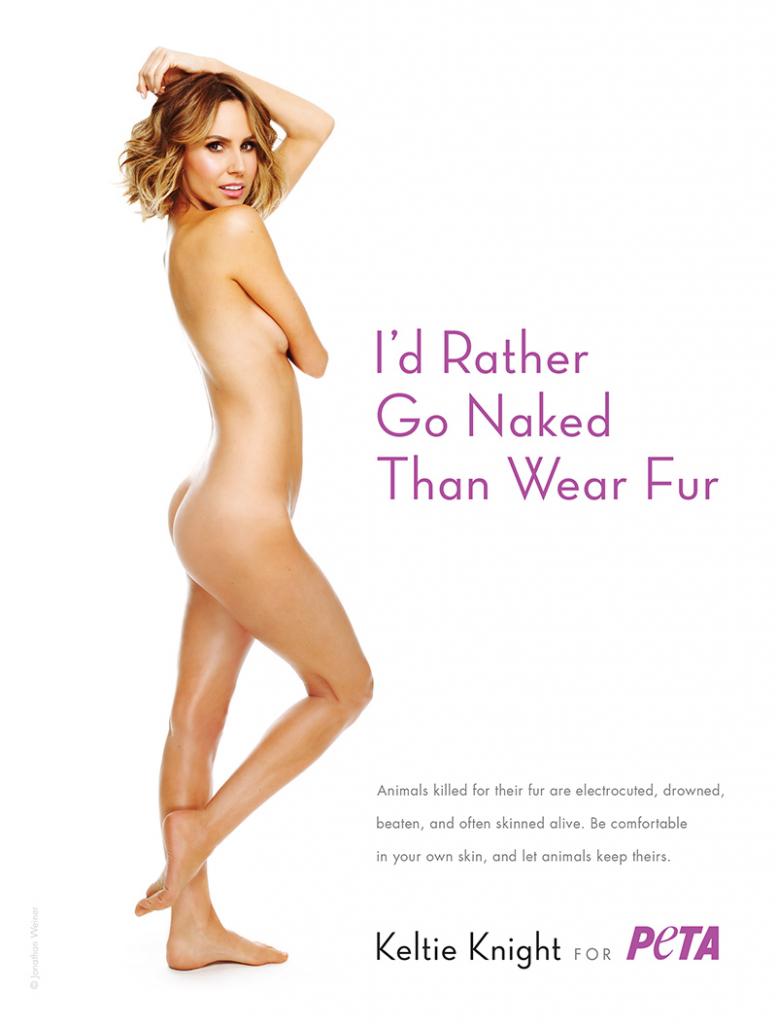 I'd Rather
Go Naked
Than Wear Fur
Animals killed for their fur are electrocuted, drowned,
beaten, and often skinned alive. Be comfortable
in your own skin, and let animals keep theirs.
Keltie Knight FOR PETA
© Jonathan Weiner